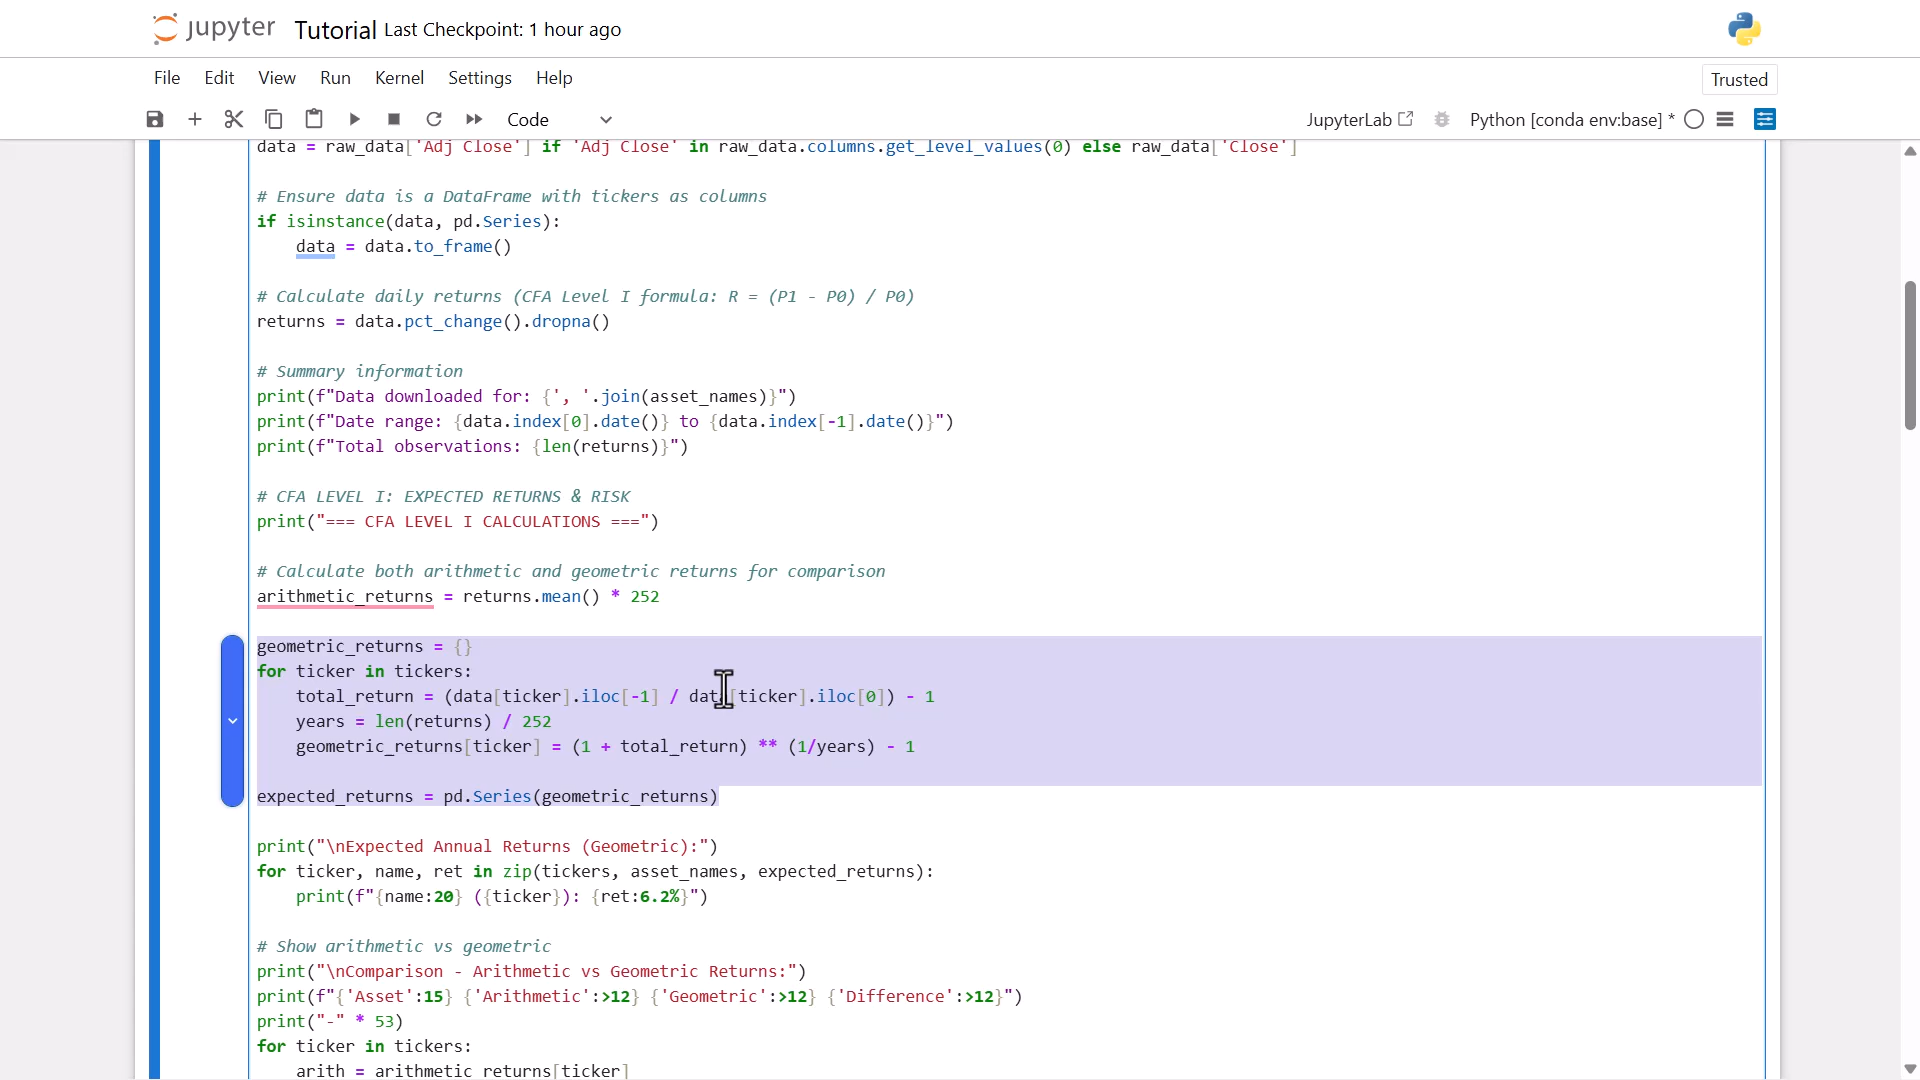 jupyter Tutorial Last Checkpoint: 1 hour ago
File Edit View Run Kernel Settings Help
Trusted
Code
JupyterLab Python [conda env:base] *
data = raw_data['Adj Close'] if 'Adj Close' in raw_data.columns.get_level_values(0) else raw_data['Close']
# Ensure data is a DataFrame with tickers as columns
if isinstance(data, pd.Series):
    data = data.to_frame()
# Calculate daily returns (CFA Level I formula: R = (P1 - P0) / P0)
returns = data.pct_change().dropna()
# Summary information
print(f"Data downloaded for: {', '.join(asset_names)}")
print(f"Date range: {data.index[0].date()} to {data.index[-1].date()}")
print(f"Total observations: {len(returns)}")
# CFA LEVEL I: EXPECTED RETURNS & RISK
print("=== CFA LEVEL I CALCULATIONS ===")
# Calculate both arithmetic and geometric returns for comparison
arithmetic_returns = returns.mean() * 252
geometric_returns = {}
for ticker in tickers:
    total_return = (data[ticker].iloc[-1] / data[ticker].iloc[0]) - 1
    years = len(returns) / 252
    geometric_returns[ticker] = (1 + total_return) ** (1/years) - 1
expected_returns = pd.Series(geometric_returns)
print("\nExpected Annual Returns (Geometric):")
for ticker, name, ret in zip(tickers, asset_names, expected_returns):
    print(f"{name:20} ({ticker}): {ret:6.2%}")
# Show arithmetic vs geometric
print("\nComparison - Arithmetic vs Geometric Returns:")
print(f"{'Asset':15} {'Arithmetic':>12} {'Geometric':>12} {'Difference':>12}")
print("-" * 53)
for ticker in tickers:
    arith = arithmetic_returns[ticker]